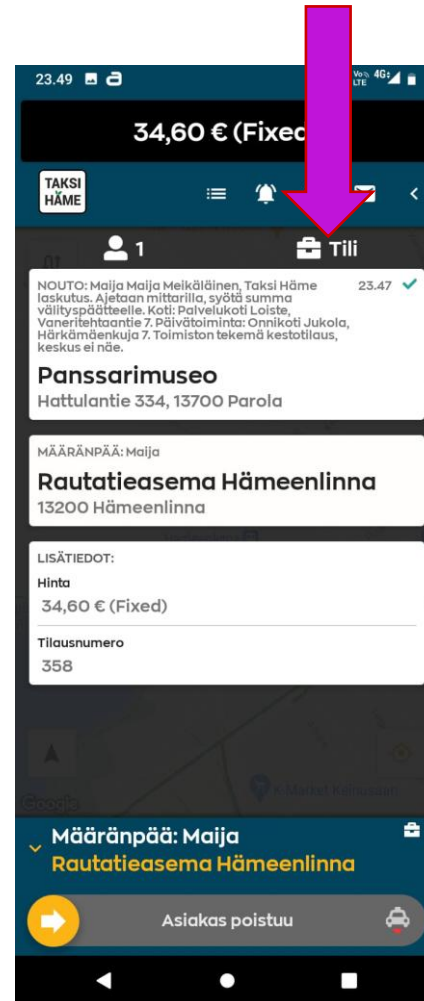 23.49
Vo)) LTE 4G
34,60 € (Fixed
TAKSI
HÄME
1
Tili
NOUTO: Maija Maija Meikäläinen, Taksi Häme
laskutus. Ajetaan mittarilla, syötä summa
välityspäätteelle. Koti: Palvelukoti Loiste,
Vaneritehtaantie 7. Päivätoiminta: Onnikoti Jukola,
Härkämäenkuja 7. Toimiston tekemä kestotilaus,
keskus ei näe.
23.47
Panssarimuseo
Hattulantie 334, 13700 Parola
MÄÄRÄNPÄÄ: Maija
Rautatieasema Hämeenlinna
13200 Hämeenlinna
LISÄTIEDOT:
Hinta
34,60 € (Fixed)
Tilausnumero
358
Google
K-Market
Määränpää: Maija
Rautatieasema Hämeenlinna
Asiakas poistuu